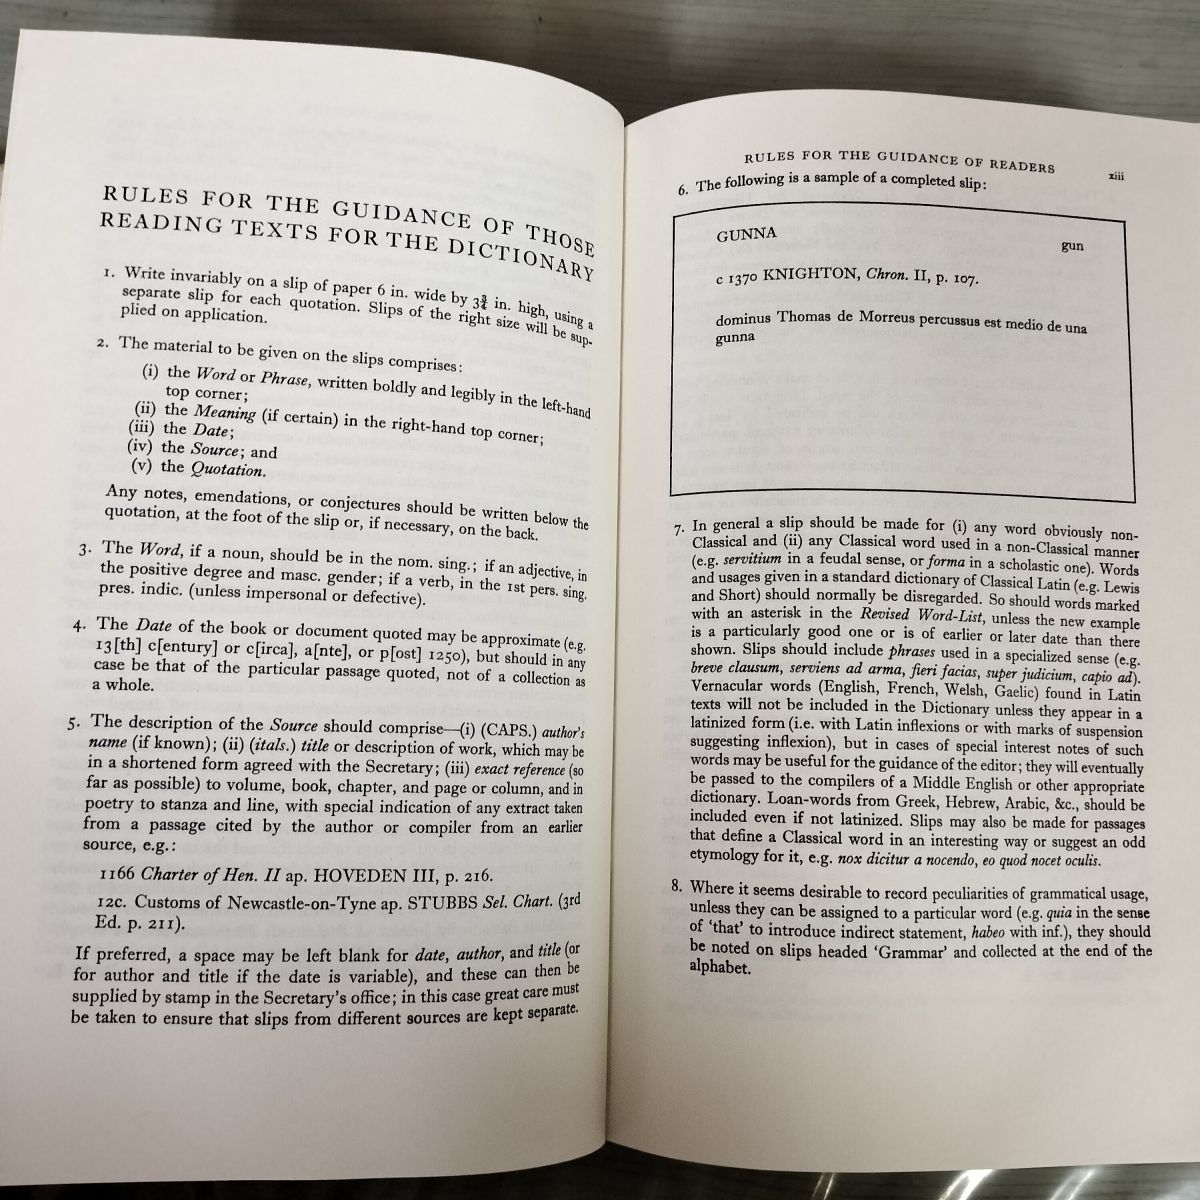 RULES FOR THE GUIDANCE OF THOSE
READING TEXTS FOR THE DICTIONARY
1. Write invariably on a slip of paper 6 in. wide by 3¾ in. high, using a
separate slip for each quotation. Slips of the right size will be sup-
plied on application.
2. The material to be given on the slips comprises:
(i) the Word or Phrase, written boldly and legibly in the left-hand
top corner;
(ii) the Meaning (if certain) in the right-hand top corner;
(iii) the Date;
(iv) the Source; and
(v) the Quotation.
Any notes, emendations, or conjectures should be written below the
quotation, at the foot of the slip or, if necessary, on the back.
3. The Word, if a noun, should be in the nom. sing.; if an adjective, in
the positive degree and masc. gender; if a verb, in the 1st pers. sing.
pres. indic. (unless impersonal or defective).
4. The Date of the book or document quoted may be approximate (e.g.
13[th] c[entury] or c[irca], a[nte], or p[ost] 1250), but should in any
case be that of the particular passage quoted, not of a collection as
a whole.
5. The description of the Source should comprise—(i) (CAPS.) author's
name (if known); (ii) (itals.) title or description of work, which may be
in a shortened form agreed with the Secretary; (iii) exact reference (so
far as possible) to volume, book, chapter, and page or column, and in
poetry to stanza and line, with special indication of any extract taken
from a passage cited by the author or compiler from an earlier
source, e.g.:
1166 Charter of Hen. II ap. HOVEDEN III, p. 216.
12c. Customs of Newcastle-on-Tyne ap. STUBBS Sel. Chart. (3rd
Ed. p. 211).
If preferred, a space may be left blank for date, author, and title (or
for author and title if the date is variable), and these can then be
supplied by stamp in the Secretary's office; in this case great care must
be taken to ensure that slips from different sources are kept separate.
RULES FOR THE GUIDANCE OF READERS xiii
6. The following is a sample of a completed slip:
GUNNA gun
c 1370 KNIGHTON, Chron. II, p. 107.
dominus Thomas de Morreus percussus est medio de una
gunna
7. In general a slip should be made for (i) any word obviously non-
Classical and (ii) any Classical word used in a non-Classical manner
(e.g. servitium in a feudal sense, or forma in a scholastic one). Words
and usages given in a standard dictionary of Classical Latin (e.g. Lewis
and Short) should normally be disregarded. So should words marked
with an asterisk in the Revised Word-List, unless the new example
is a particularly good one or is of earlier or later date than there
shown. Slips should include phrases used in a specialized sense (e.g.
breve clausum, serviens ad arma, fieri facias, super judicium, capio ad).
Vernacular words (English, French, Welsh, Gaelic) found in Latin
texts will not be included in the Dictionary unless they appear in a
latinized form (i.e. with Latin inflexions or with marks of suspension
suggesting inflexion), but in cases of special interest notes of such
words may be useful for the guidance of the editor; they will eventually
be passed to the compilers of a Middle English or other appropriate
dictionary. Loan-words from Greek, Hebrew, Arabic, &c., should be
included even if not latinized. Slips may also be made for passages
that define a Classical word in an interesting way or suggest an odd
etymology for it, e.g. nox dicitur a nocendo, eo quod nocet oculis.
8. Where it seems desirable to record peculiarities of grammatical usage,
unless they can be assigned to a particular word (e.g. quia in the sense
of 'that' to introduce indirect statement, habeo with inf.), they should
be noted on slips headed 'Grammar' and collected at the end of the
alphabet.